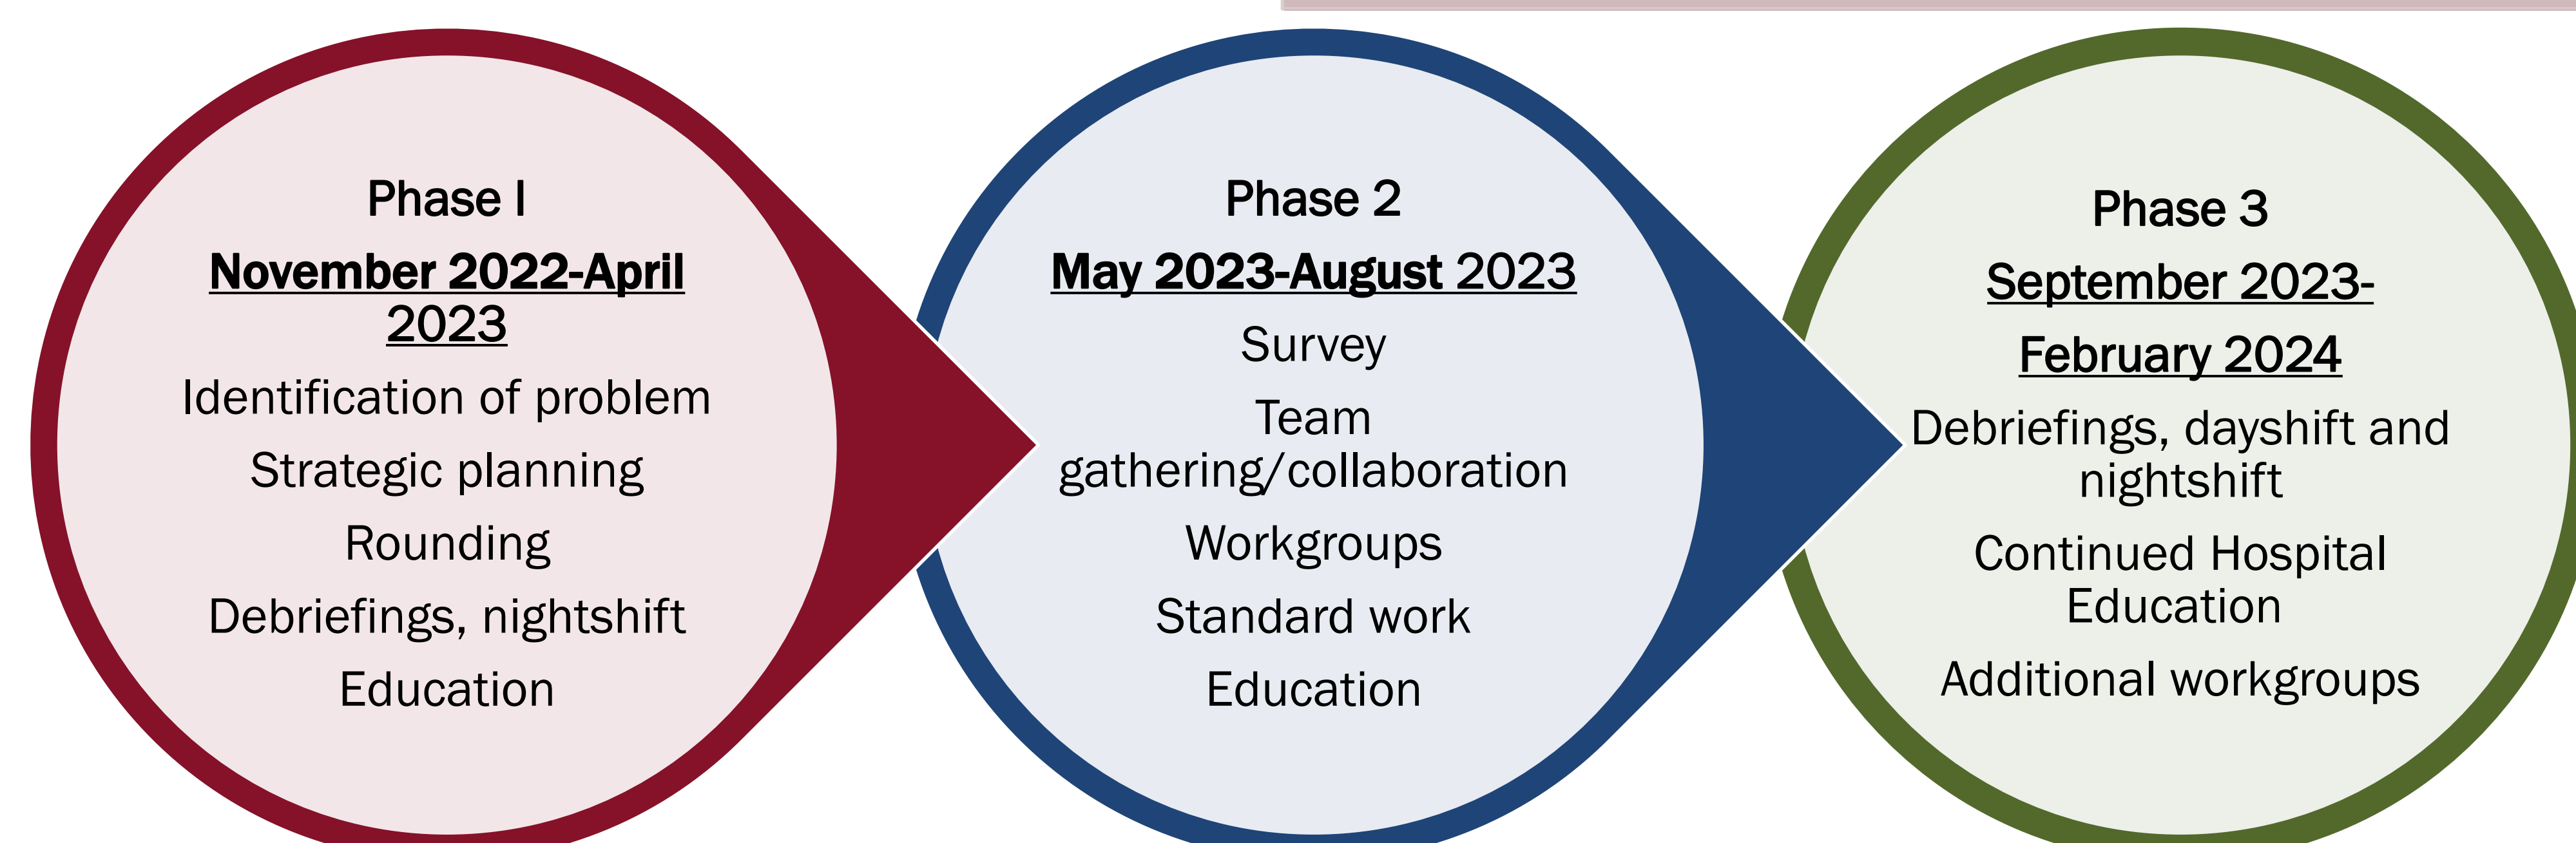 Phase I
November 2022-April
2023
Identification of problem
Strategic planning
Rounding
Debriefings, nightshift
Education
Phase 2
May 2023-August 2023
Survey
Team
gathering/collaboration
Workgroups
Standard work
Education
Phase 3
September 2023-
February 2024
Debriefings, dayshift and
nightshift
Continued Hospital
Education
Additional workgroups